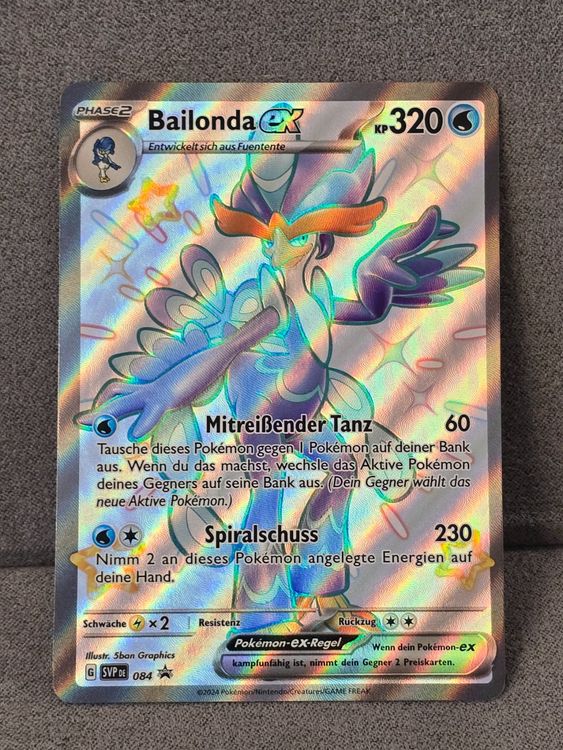 PHASE2
Bailonda ex
KP 320
Entwickelt sich aus Fuentente
Mitreißender Tanz 60
Tausche dieses Pokémon gegen 1 Pokémon auf deiner Bank
aus. Wenn du das machst, wechsle das Aktive Pokémon
deines Gegners auf seine Bank aus. (Dein Gegner wählt das
neue Aktive Pokémon.)
Spiralschuss 230
Nimm 2 an dieses Pokémon angelegte Energien auf
deine Hand.
Schwäche ×2 Resistenz Rückzug
Illustr. 5ban Graphics
Pokémon-ex-Regel
Wenn dein Pokémon-ex
kampfunfähig ist, nimmt dein Gegner 2 Preiskarten.
G SVP DE 084
©2024 Pokémon/Nintendo/Creatures/GAME FREAK